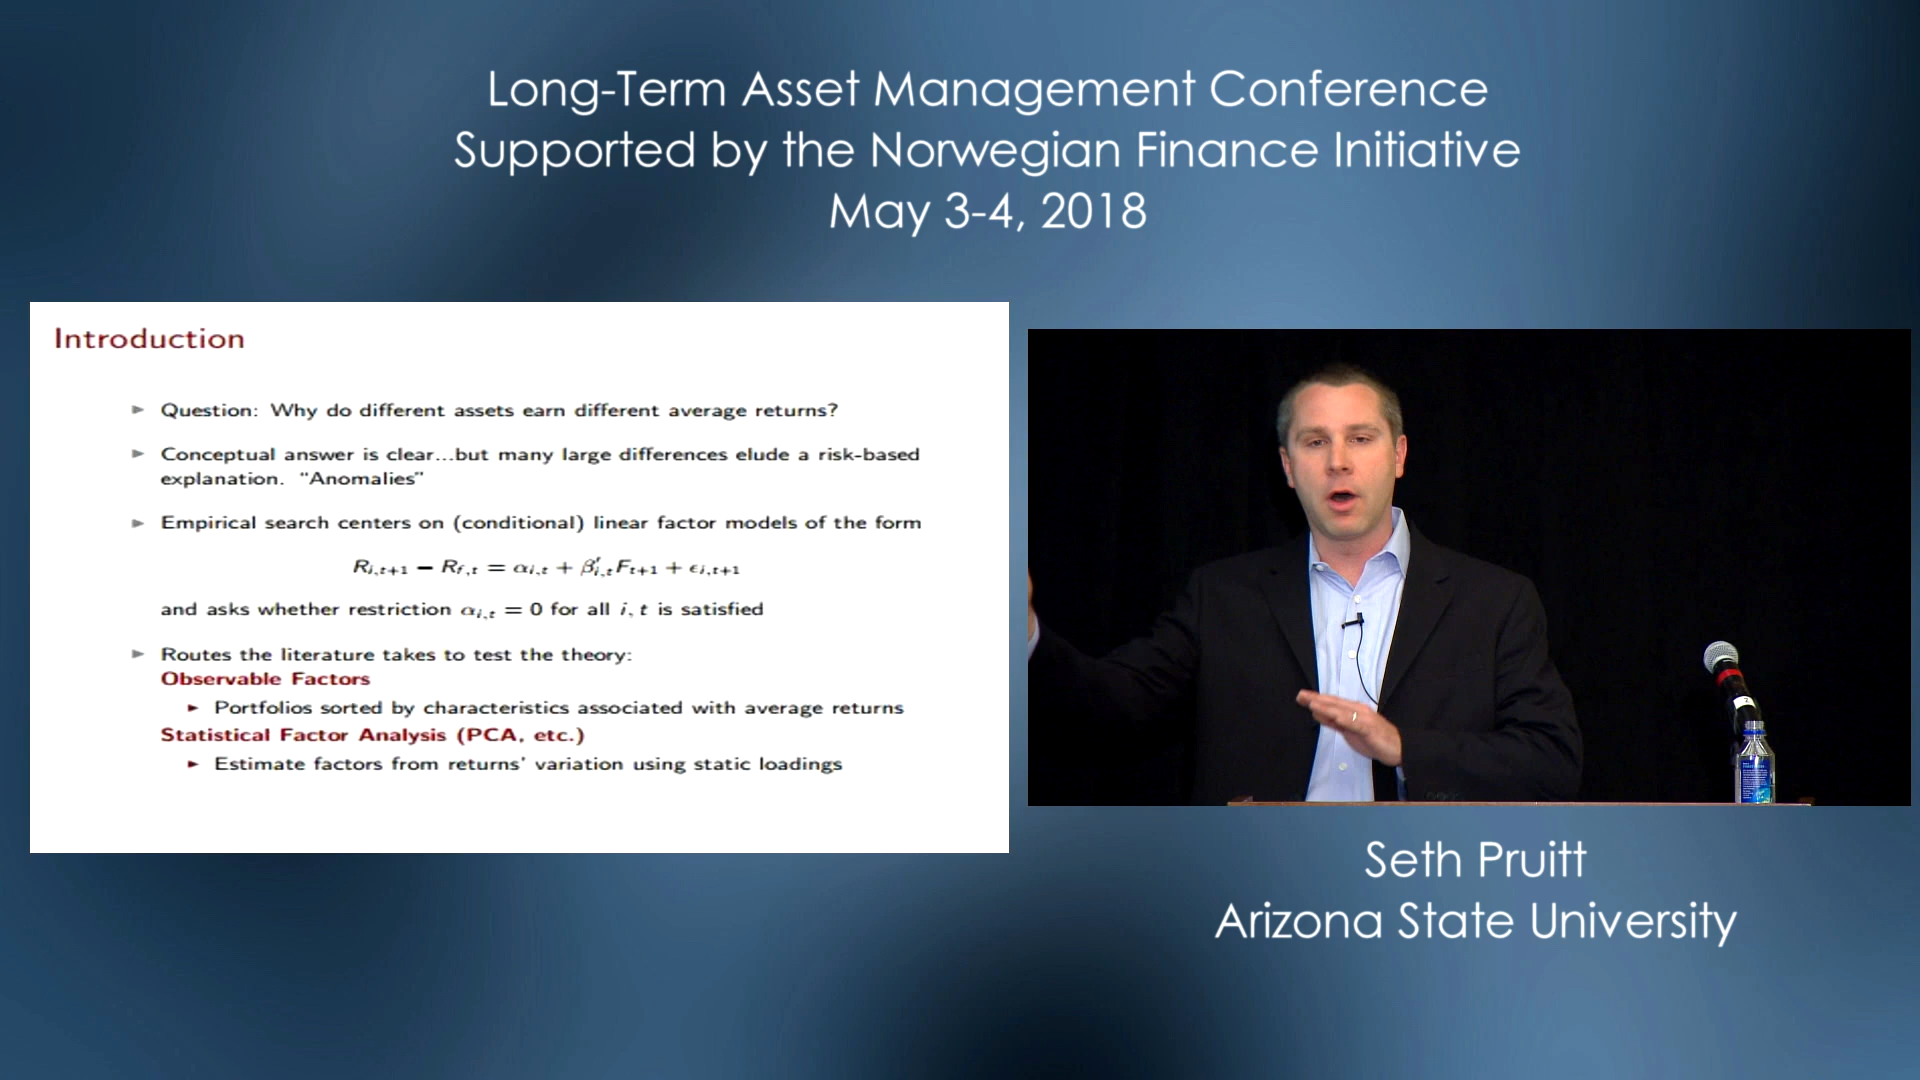 Long-Term Asset Management Conference
Supported by the Norwegian Finance Initiative
May 3-4, 2018
Introduction
► Question: Why do different assets earn different average returns?
► Conceptual answer is clear...but many large differences elude a risk-based
explanation. “Anomalies”
► Empirical search centers on (conditional) linear factor models of the form
R_{i,t+1} − R_{f,t} = α_{i,t} + β′_{i,t}F_{t+1} + ϵ_{i,t+1}
and asks whether restriction α_{i,t} = 0 for all i, t is satisfied
► Routes the literature takes to test the theory:
Observable Factors
► Portfolios sorted by characteristics associated with average returns
Statistical Factor Analysis (PCA, etc.)
► Estimate factors from returns’ variation using static loadings
Seth Pruitt
Arizona State University